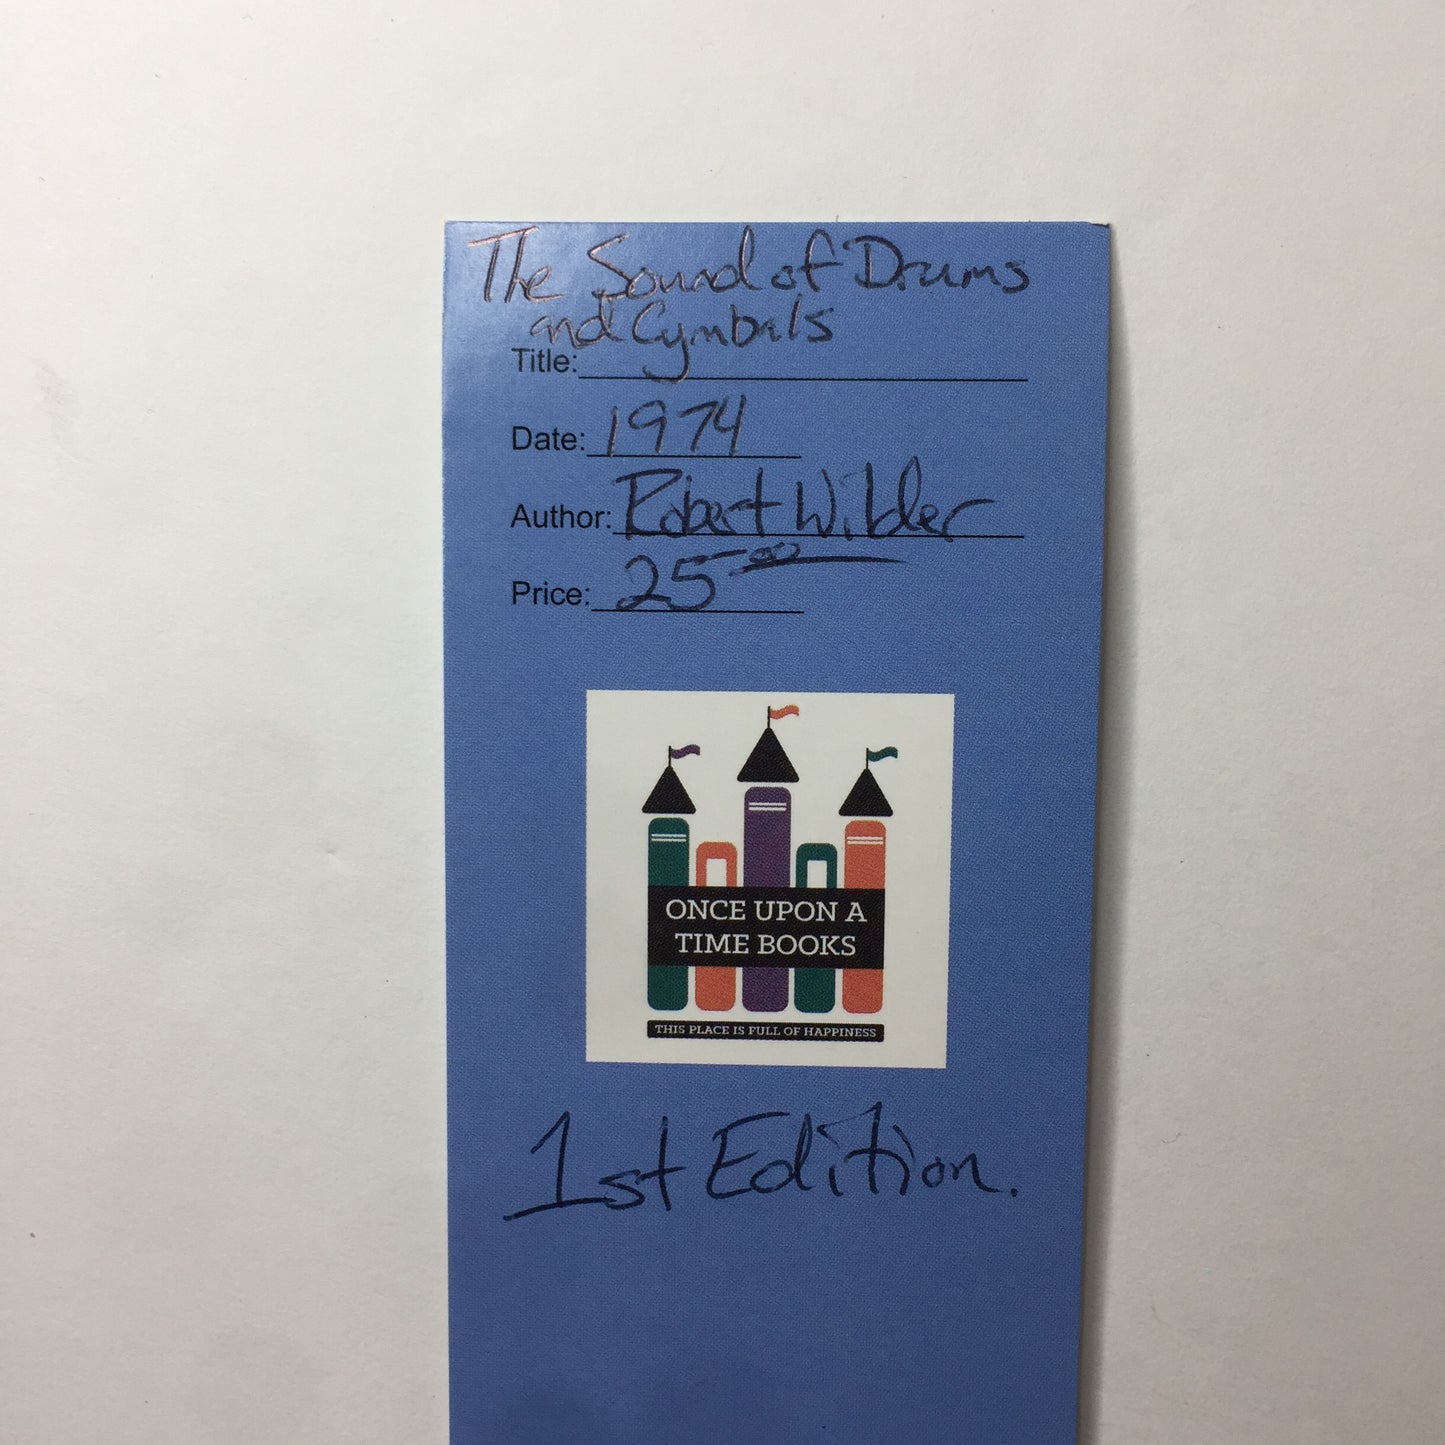 The Sound of Drums
and Cymbals
Title:
Date: 1974
Author: Robert Wilder
Price: 25.00
ONCE UPON A
TIME BOOKS
THIS PLACE IS FULL OF HAPPINESS
1st Edition.